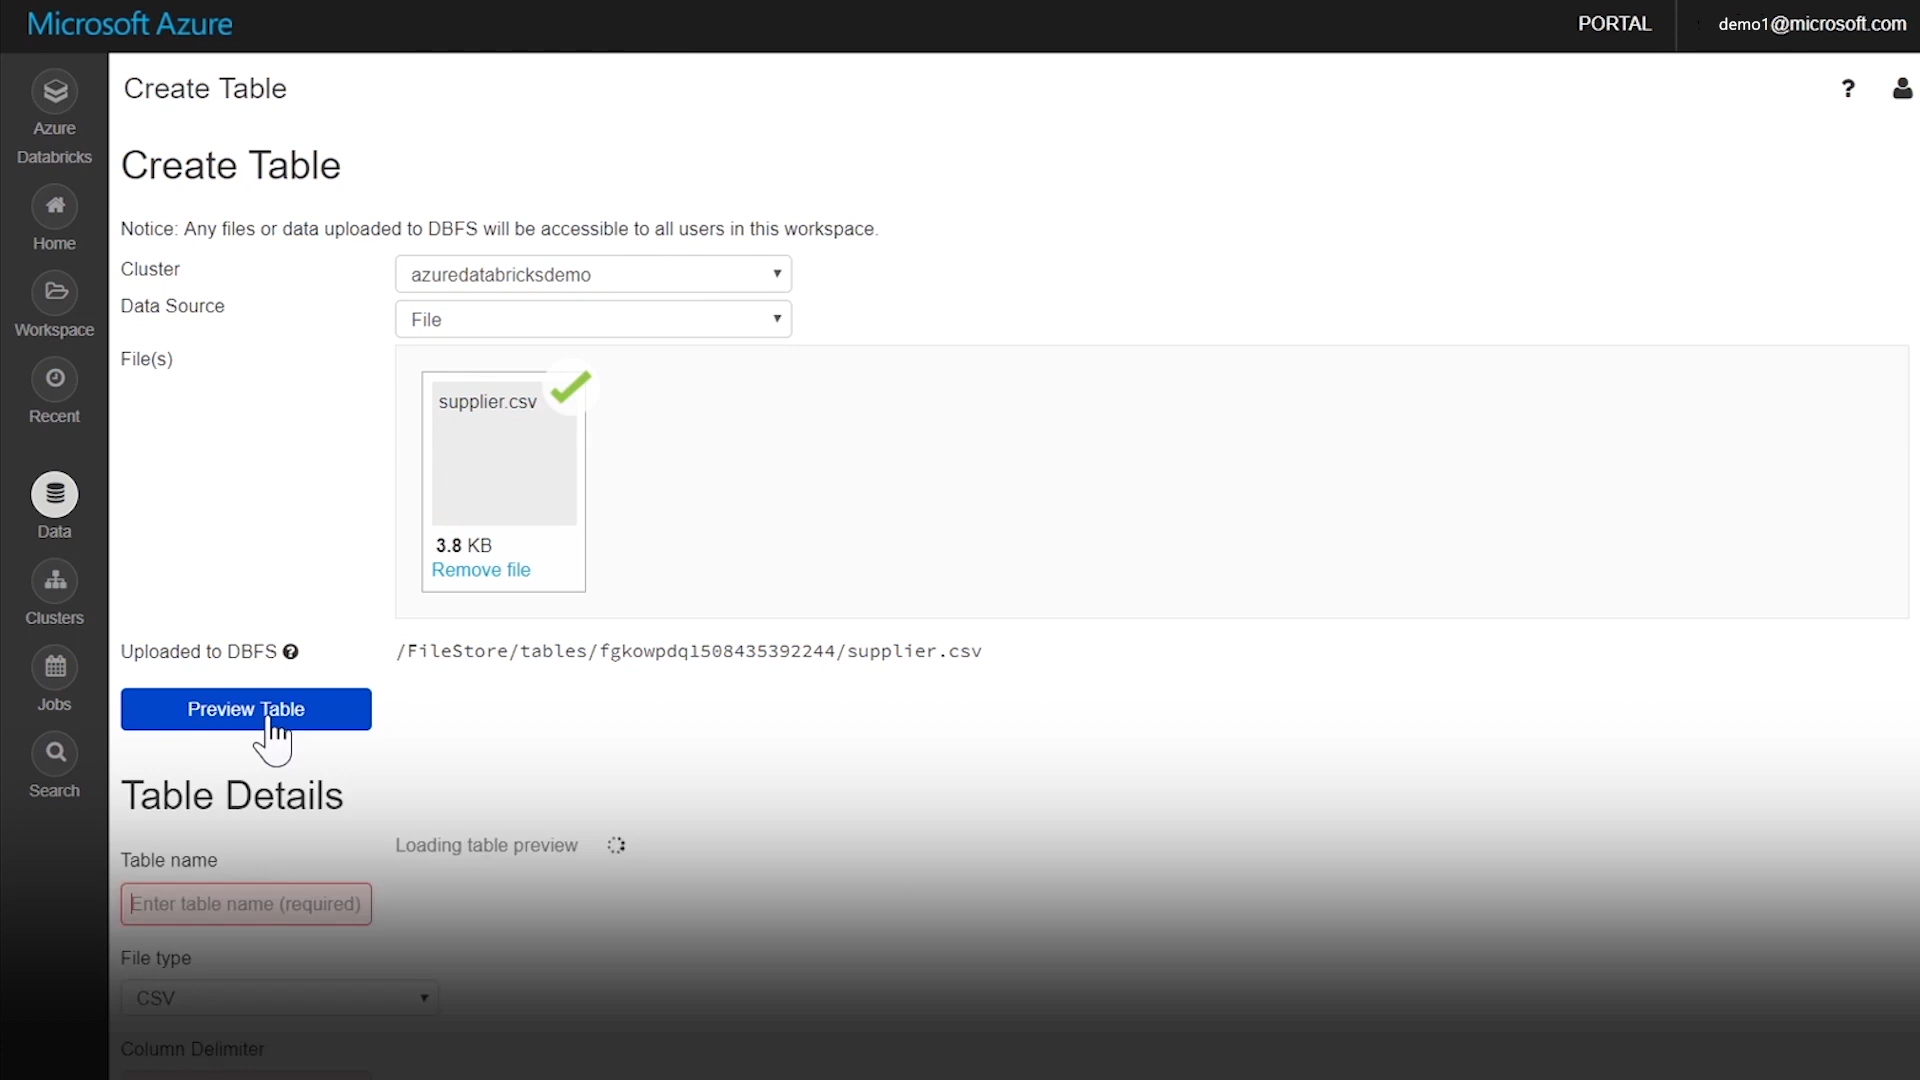 Microsoft Azure
PORTAL
demo1@microsoft.com
Create Table
?
Azure
Databricks
Home
Workspace
Recent
Data
Clusters
Jobs
Search
Create Table
Notice: Any files or data uploaded to DBFS will be accessible to all users in this workspace.
Cluster
azuredatabricksdemo
Data Source
File
File(s)
supplier.csv
3.8 KB
Remove file
Uploaded to DBFS ?
/FileStore/tables/fgkowpdq1508435392244/supplier.csv
Preview Table
Table Details
Loading table preview
Table name
Enter table name (required)
File type
CSV
Column Delimiter